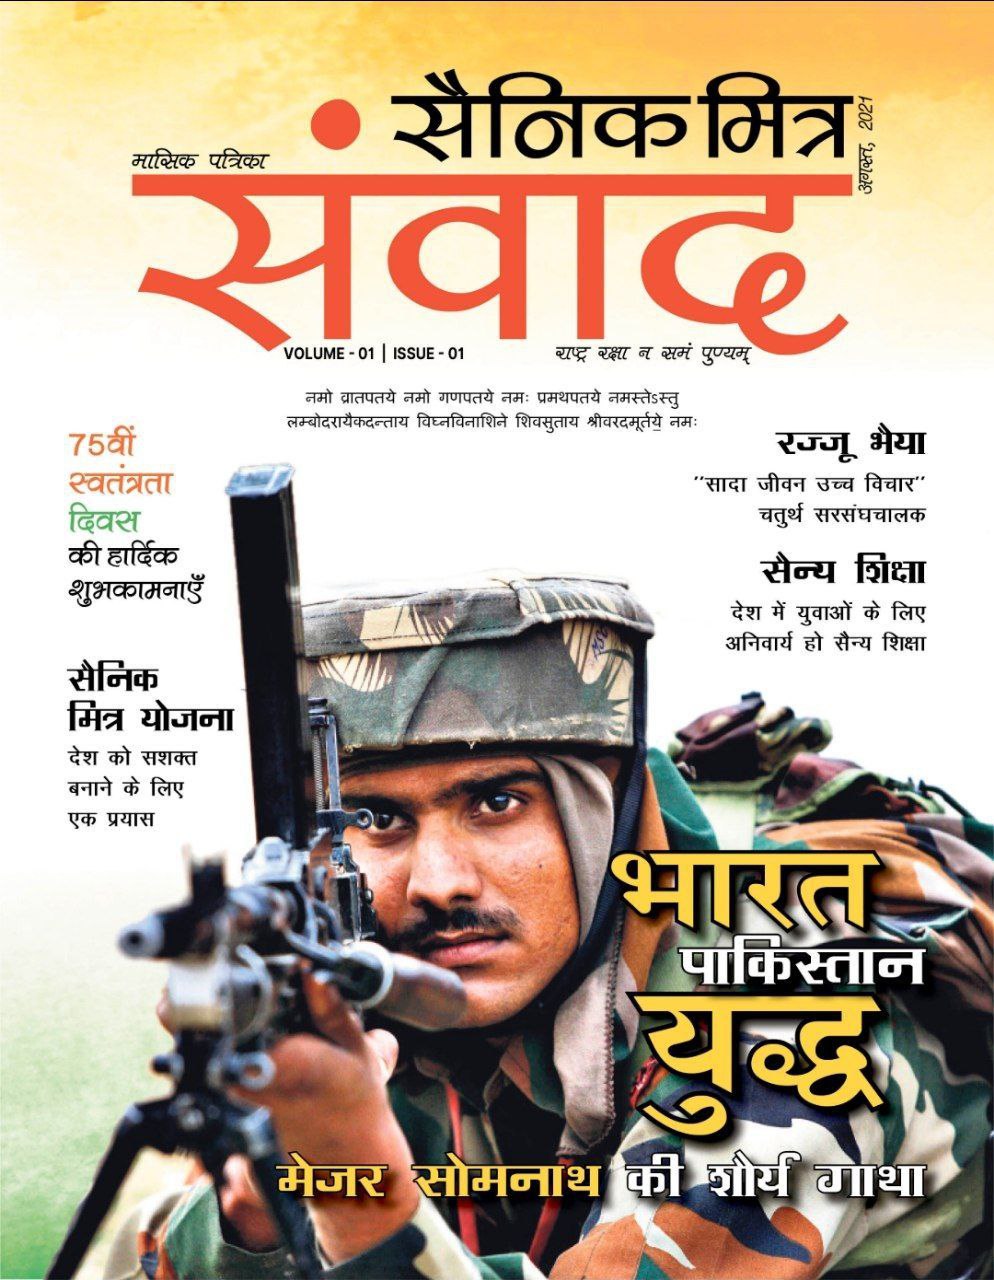 सैनिक मित्र
मासिक पत्रिका
अगस्त, 2021
संवाद
VOLUME - 01 | ISSUE - 01
राष्ट्र रक्षा न समं पुण्यम्
नमो व्रातपतये नमो गणपतये नमः प्रमथपतये नमस्तेऽस्तु
लम्बोदरायैकदन्ताय विघ्नविनाशिने शिवसुताय श्रीवरदमूर्तये नमः
75वीं
स्वतंत्रता
दिवस
की हार्दिक
शुभकामनाएँ
रज्जू भैया
"सादा जीवन उच्च विचार"
चतुर्थ सरसंघचालक
सैन्य शिक्षा
देश में युवाओं के लिए
अनिवार्य हो सैन्य शिक्षा
सैनिक
मित्र योजना
देश को सशक्त
बनाने के लिए
एक प्रयास
भारत
पाकिस्तान
युद्ध
मेजर सोमनाथ की शौर्य गाथा